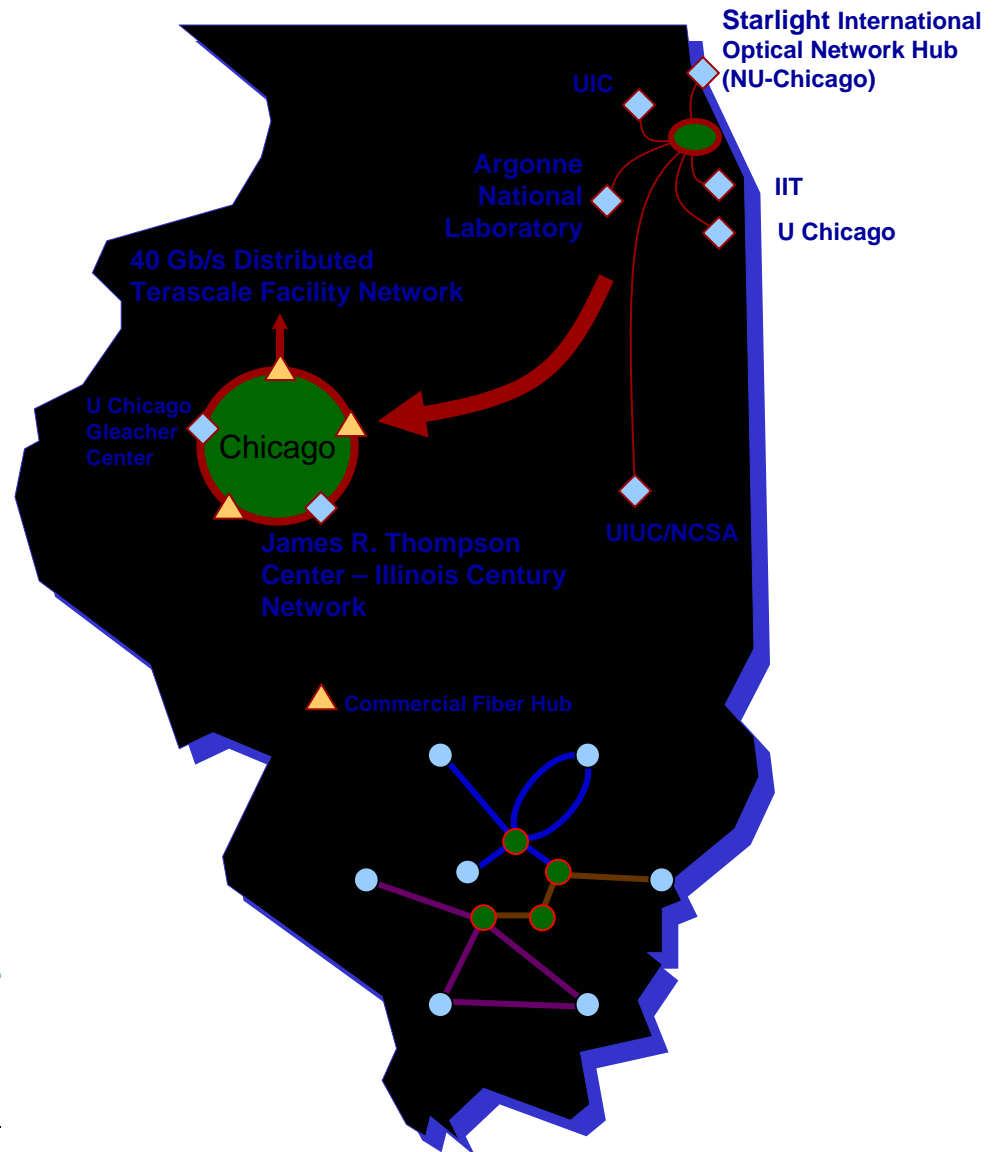 Starlight International
Optical Network Hub
(NU-Chicago)
UIC
Argonne
National
Laboratory
IIT
U Chicago
40 Gb/s Distributed
Terascale Facility Network
U Chicago
Gleacher
Center
Chicago
UIUC/NCSA
James R. Thompson
Center – Illinois Century
Network
Commercial Fiber Hub